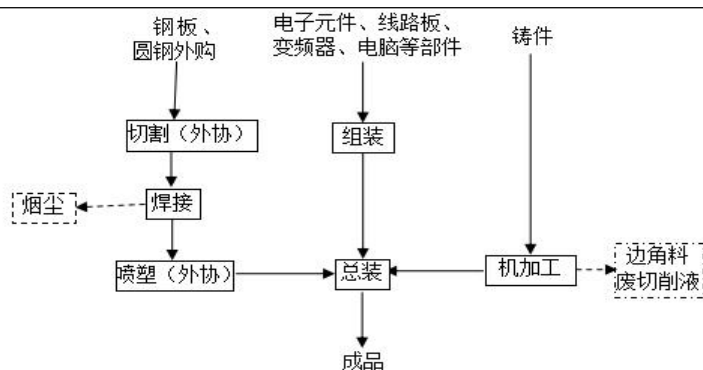 钢板、
圆钢外购
电子元件、线路板、
变频器、电脑等部件
铸件
切割（外协）
组装
烟尘
焊接
喷塑（外协）
总装
机加工
边角料
废切削液
成品